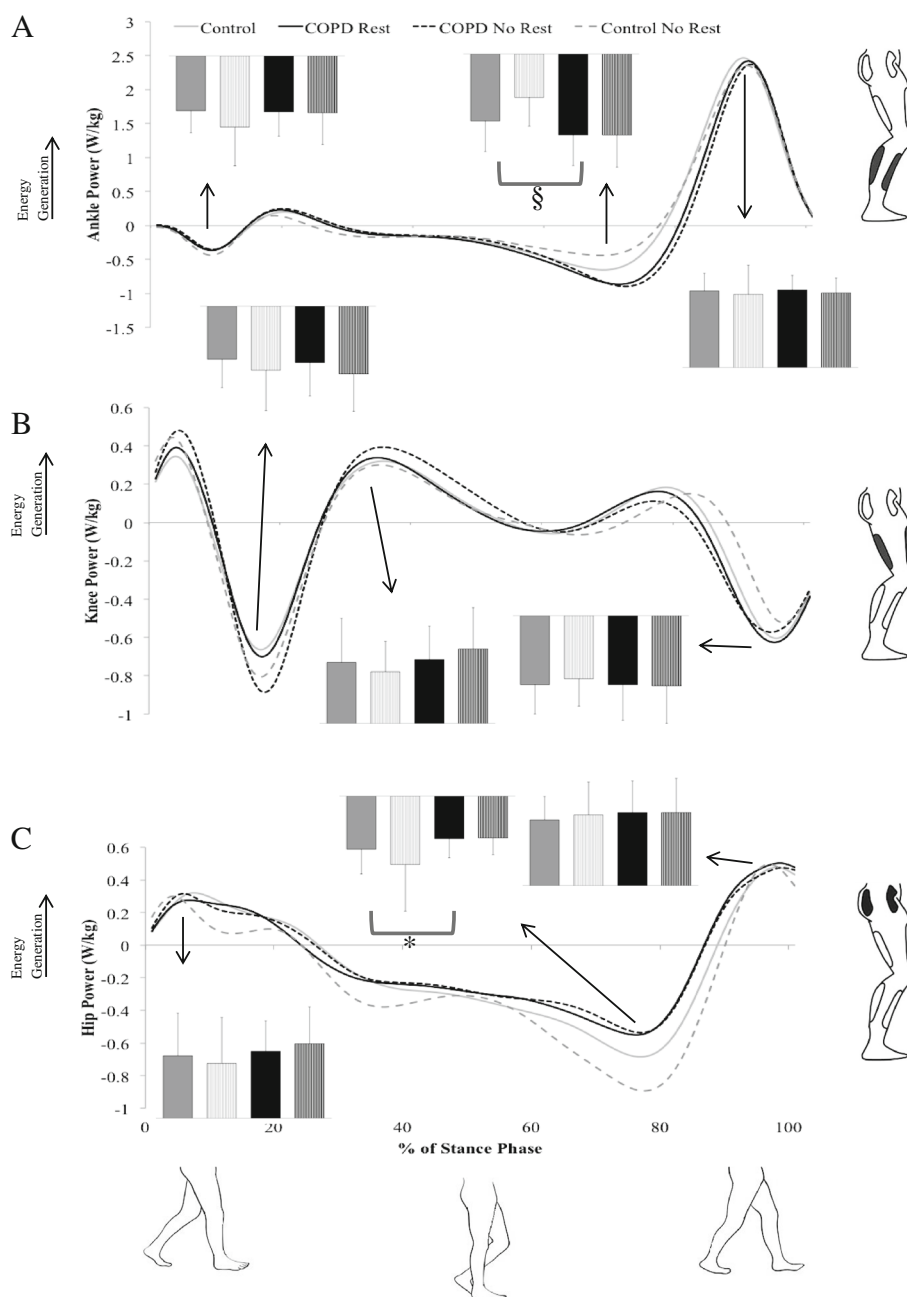 A
Control COPD Rest COPD No Rest Control No Rest
3
2.5
2
1.5
1
0.5
0
-0.5
-1
-1.5
Energy
Generation
Ankle Power (W/kg)
§
B
0.6
0.4
0.2
0
-0.2
-0.4
-0.6
-0.8
-1
Energy
Generation
Knee Power (W/kg)
C
0.6
0.4
0.2
0
-0.2
-0.4
-0.6
-0.8
-1
Energy
Generation
Hip Power (W/kg)
*
0 20 40 60 80 100
% of Stance Phase